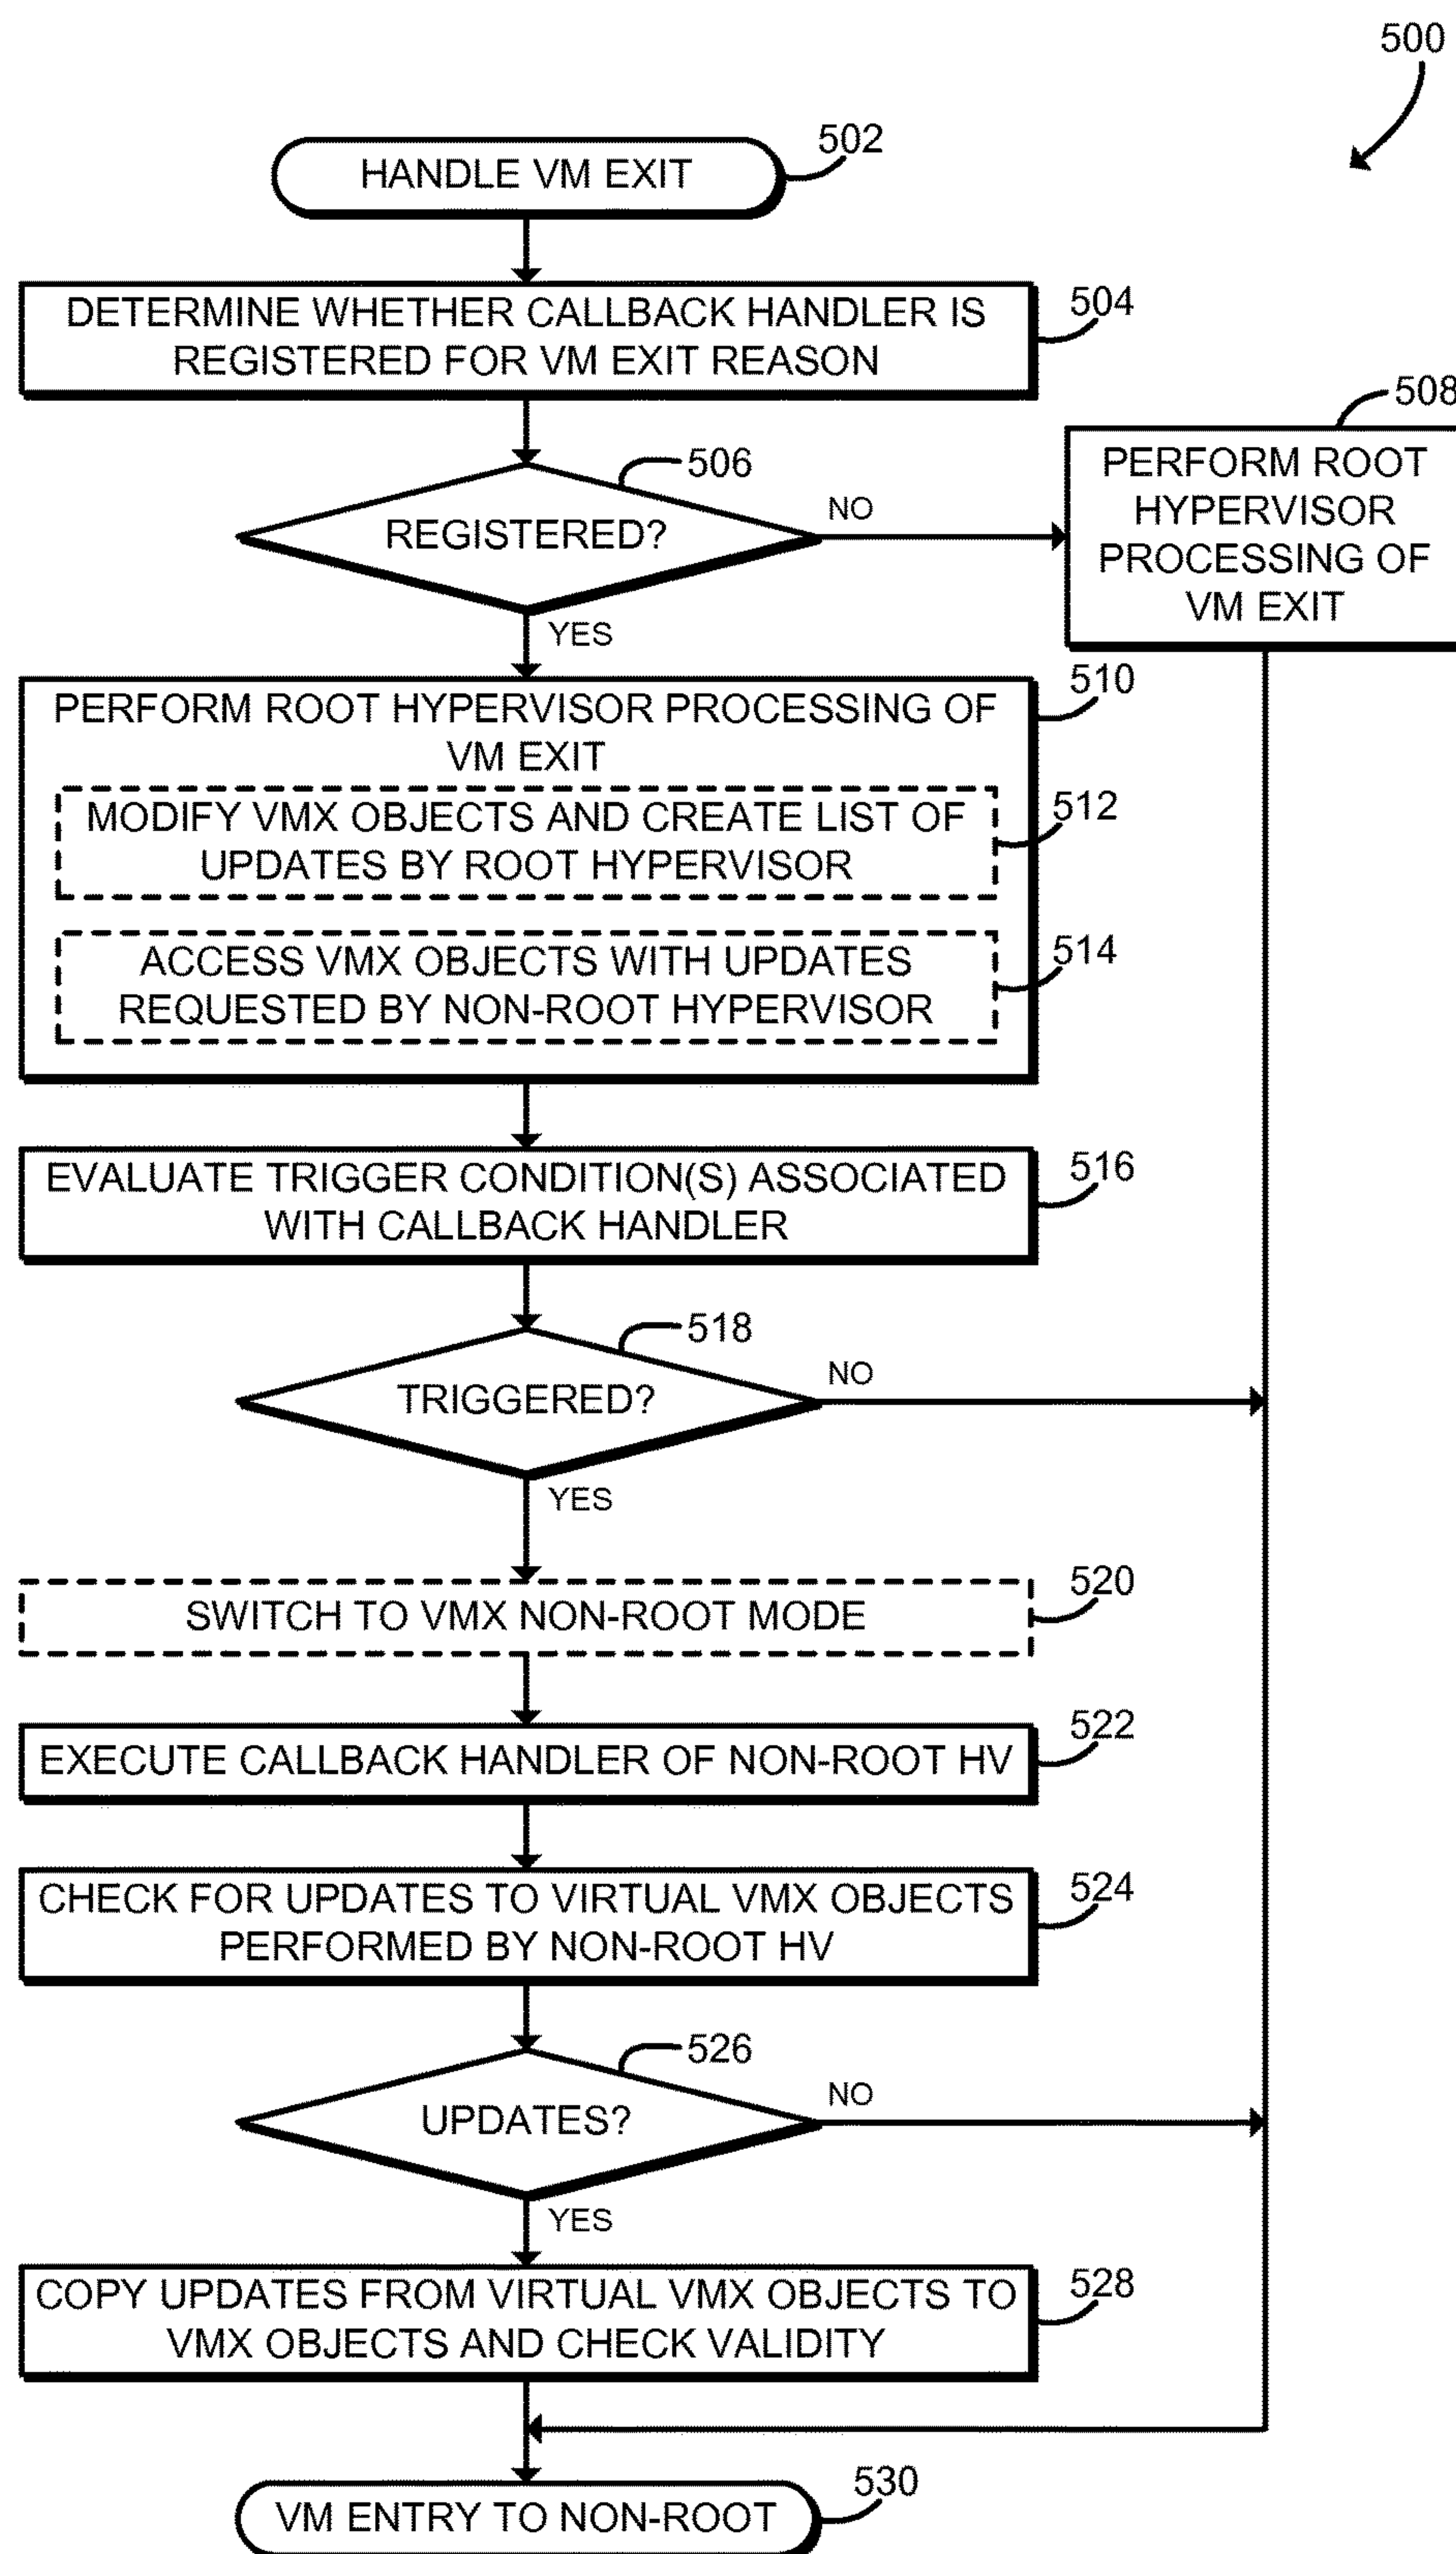 500
502
HANDLE VM EXIT
504
DETERMINE WHETHER CALLBACK HANDLER IS
REGISTERED FOR VM EXIT REASON
506
REGISTERED?
NO
YES
508
PERFORM ROOT
HYPERVISOR
PROCESSING OF
VM EXIT
510
PERFORM ROOT HYPERVISOR PROCESSING OF
VM EXIT
512
MODIFY VMX OBJECTS AND CREATE LIST OF
UPDATES BY ROOT HYPERVISOR
514
ACCESS VMX OBJECTS WITH UPDATES
REQUESTED BY NON-ROOT HYPERVISOR
516
EVALUATE TRIGGER CONDITION(S) ASSOCIATED
WITH CALLBACK HANDLER
518
TRIGGERED?
NO
YES
520
SWITCH TO VMX NON-ROOT MODE
522
EXECUTE CALLBACK HANDLER OF NON-ROOT HV
524
CHECK FOR UPDATES TO VIRTUAL VMX OBJECTS
PERFORMED BY NON-ROOT HV
526
UPDATES?
NO
YES
528
COPY UPDATES FROM VIRTUAL VMX OBJECTS TO
VMX OBJECTS AND CHECK VALIDITY
530
VM ENTRY TO NON-ROOT